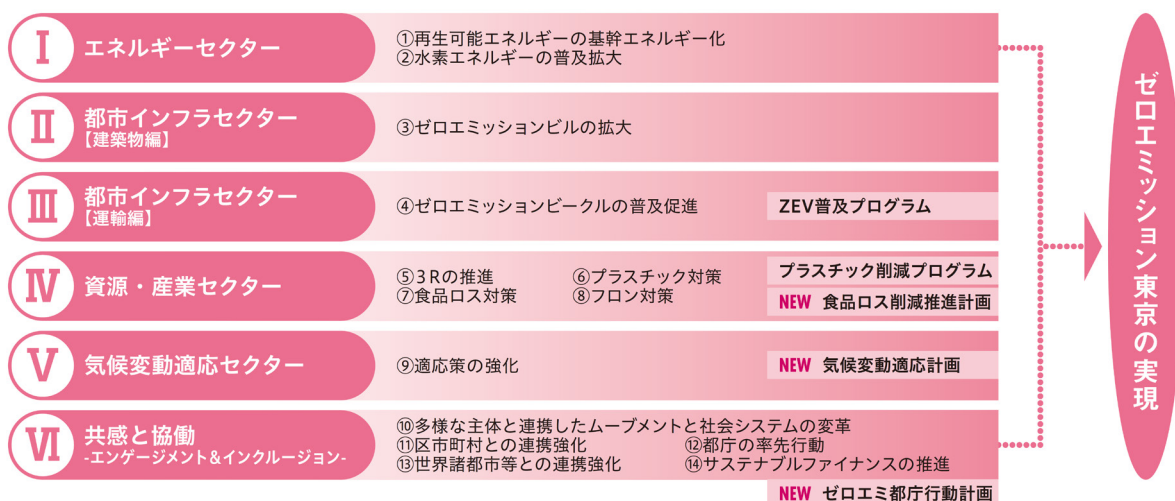 Ⅰ エネルギーセクター
①再生可能エネルギーの基幹エネルギー化
②水素エネルギーの普及拡大
Ⅱ 都市インフラセクター
【建築物編】
③ゼロエミッションビルの拡大
Ⅲ 都市インフラセクター
【運輸編】
④ゼロエミッションビークルの普及促進
ZEV普及プログラム
Ⅳ 資源・産業セクター
⑤3Rの推進 ⑥プラスチック対策
⑦食品ロス対策 ⑧フロン対策
プラスチック削減プログラム
NEW 食品ロス削減推進計画
Ⅴ 気候変動適応セクター
⑨適応策の強化
NEW 気候変動適応計画
Ⅵ 共感と協働
-エンゲージメント&インクルージョン-
⑩多様な主体と連携したムーブメントと社会システムの変革
⑪区市町村との連携強化 ⑫都庁の率先行動
⑬世界諸都市等との連携強化 ⑭サステナブルファイナンスの推進
NEW ゼロエミ都庁行動計画
ゼロエミッション東京の実現